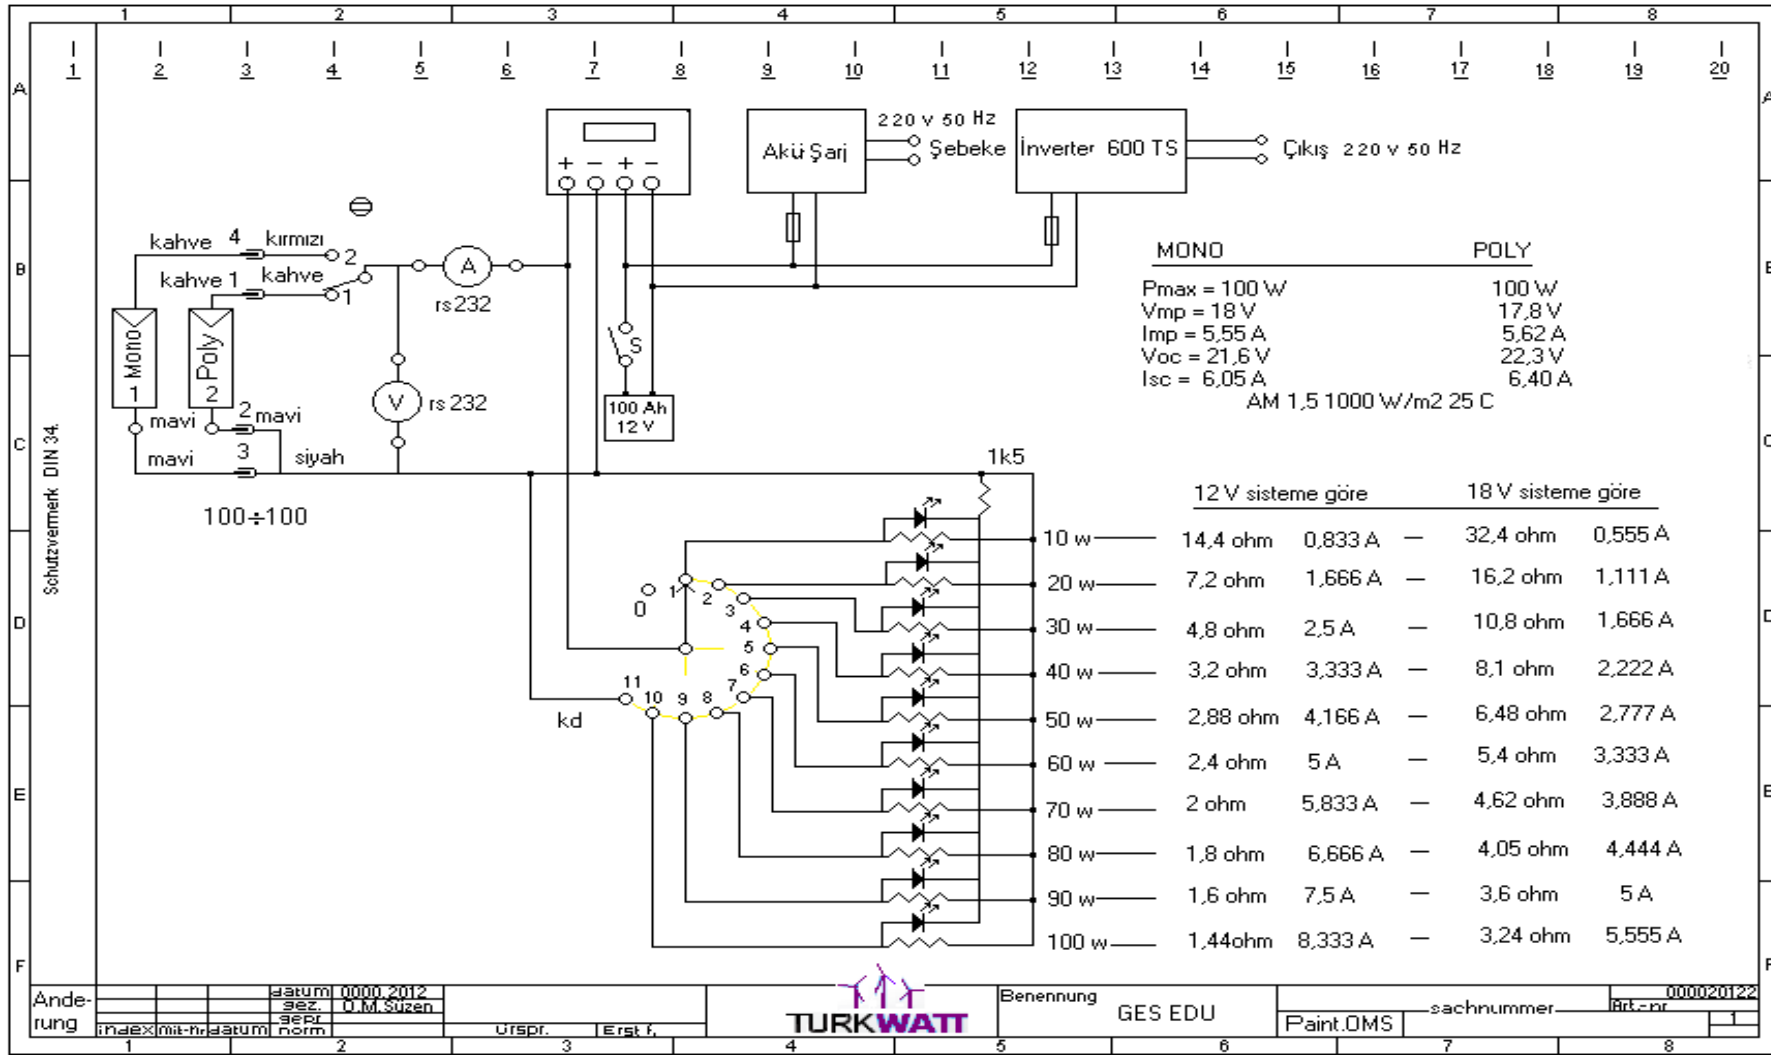 1 2 3 4 5 6 7 8
1 2 3 4 5 6 7 8 9 10 11 12 13 14 15 16 17 18 19 20
A A
220 v 50 Hz
Akü Şarj Şebeke İnverter 600 TS Çıkış 220 v 50 Hz
+ − + −
kahve 4 kırmızı 2
kahve 1 kahve 1
B
A
rs232
MONO POLY
Pmax = 100 W 100 W
Vmp = 18 V 17,8 V
Imp = 5,55 A 5,62 A
Voc = 21,6 V 22,3 V
Isc = 6,05 A 6,40 A
AM 1,5 1000 W/m2 25 C
Mono 1
Poly 2
S
V rs232
100 Ah
12 V
mavi 2 mavi
mavi 3 siyah
C
Schutzvermerk DIN 34.
100÷100
1k5
12 V sisteme göre 18 V sisteme göre
10 w 14,4 ohm 0,833 A — 32,4 ohm 0,555 A
20 w 7,2 ohm 1,666 A — 16,2 ohm 1,111 A
30 w 4,8 ohm 2,5 A — 10,8 ohm 1,666 A
40 w 3,2 ohm 3,333 A — 8,1 ohm 2,222 A
50 w 2,88 ohm 4,166 A — 6,48 ohm 2,777 A
60 w 2,4 ohm 5 A — 5,4 ohm 3,333 A
70 w 2 ohm 5,833 A — 4,62 ohm 3,888 A
80 w 1,8 ohm 6,666 A — 4,05 ohm 4,444 A
90 w 1,6 ohm 7,5 A — 3,6 ohm 5 A
100 w 1,44ohm 8,333 A — 3,24 ohm 5,555 A
0 1 2 3 4 5 6 7 8 9 10 11
kd
D
E
F
Ande-
rung
datum 0000.2012
gez. O.M.Süzen
gepr
index mit-nr datum norm
Urspr. Erst f.
TURKWATT
Benennung GES EDU
Paint.OMS
sachnummer
000020122
Art.-nr
1
1 2 3 4 5 6 7 8